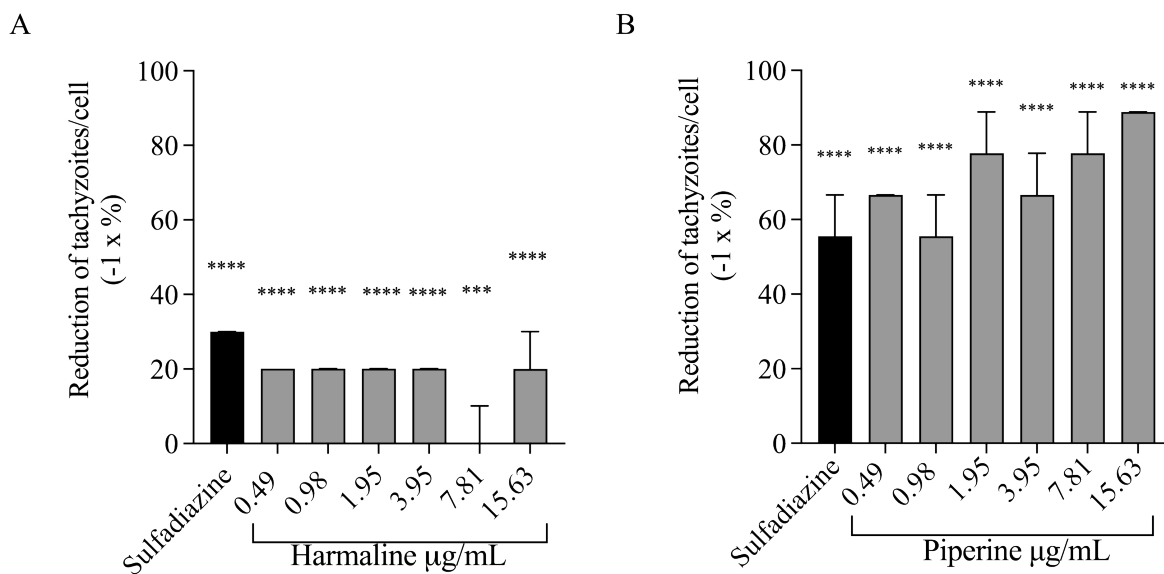 A
Reduction of tachyzoites/cell
(-1 x %)
100
80
60
40
20
0
**** **** **** **** **** *** ****
Sulfadiazine 0.49 0.98 1.95 3.95 7.81 15.63
Harmaline µg/mL
B
Reduction of tachyzoites/cell
(-1 x %)
100
80
60
40
20
0
**** **** **** **** **** **** ****
Sulfadiazine 0.49 0.98 1.95 3.95 7.81 15.63
Piperine µg/mL